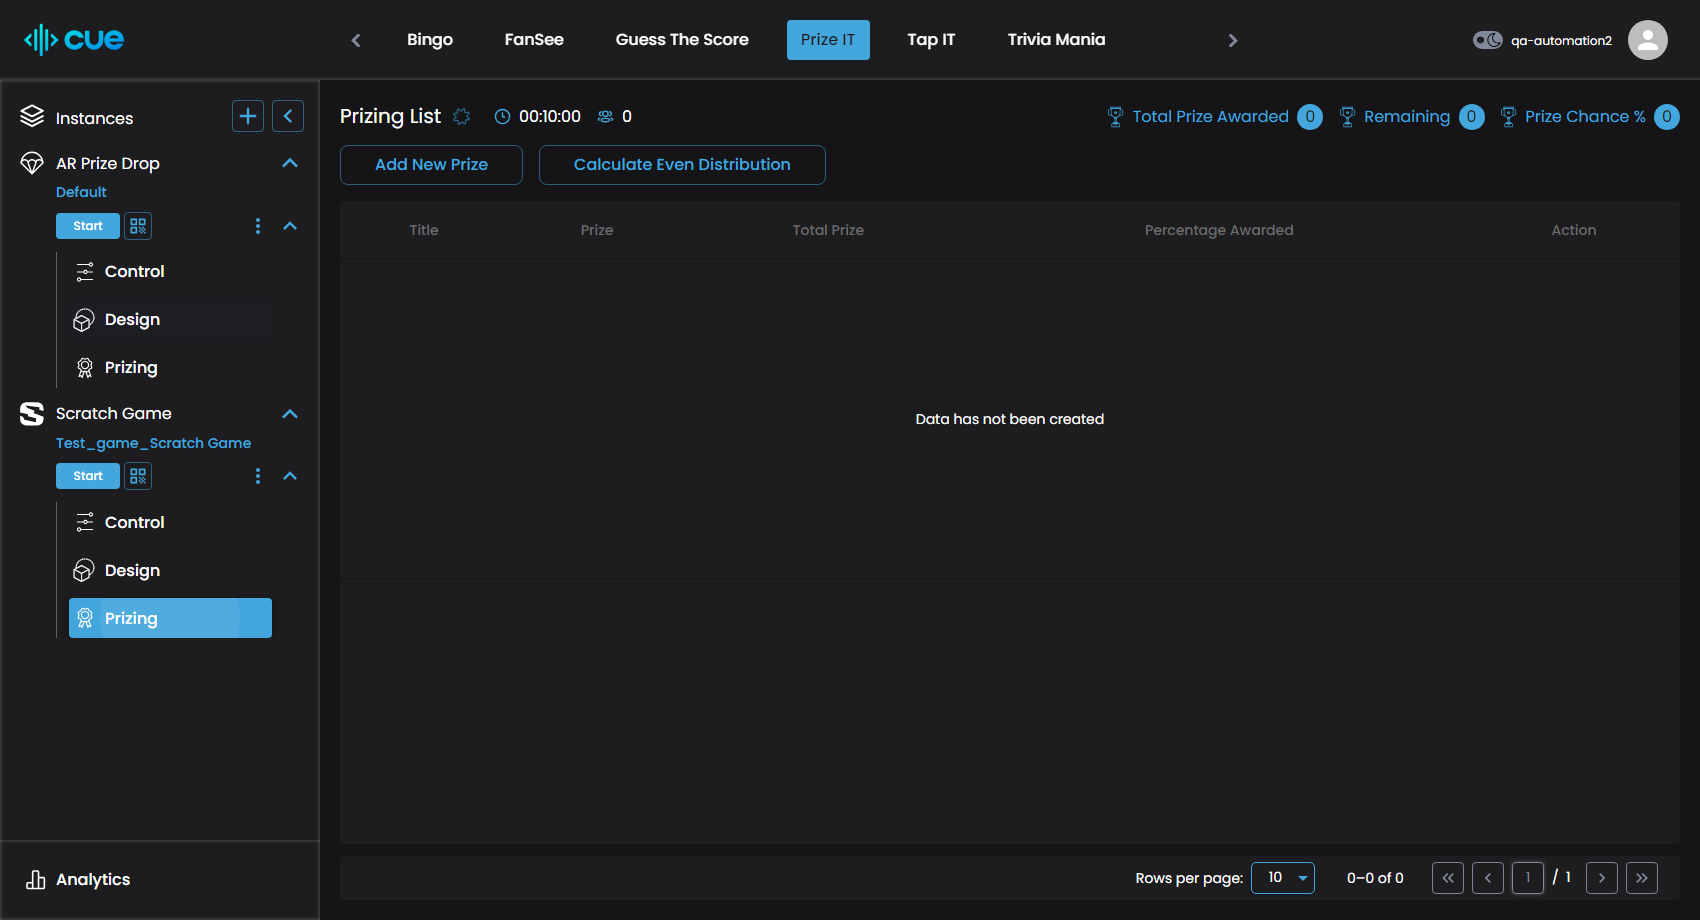 cue
Bingo
FanSee
Guess The Score
Prize IT
Tap IT
Trivia Mania
qa-automation2
Instances
AR Prize Drop
Default
Start
Control
Design
Prizing
Scratch Game
Test_game_Scratch Game
Start
Control
Design
Prizing
Analytics
Prizing List
00:10:00
0
Total Prize Awarded 0
Remaining 0
Prize Chance % 0
Add New Prize
Calculate Even Distribution
Title
Prize
Total Prize
Percentage Awarded
Action
Data has not been created
Rows per page: 10
0–0 of 0
1 / 1